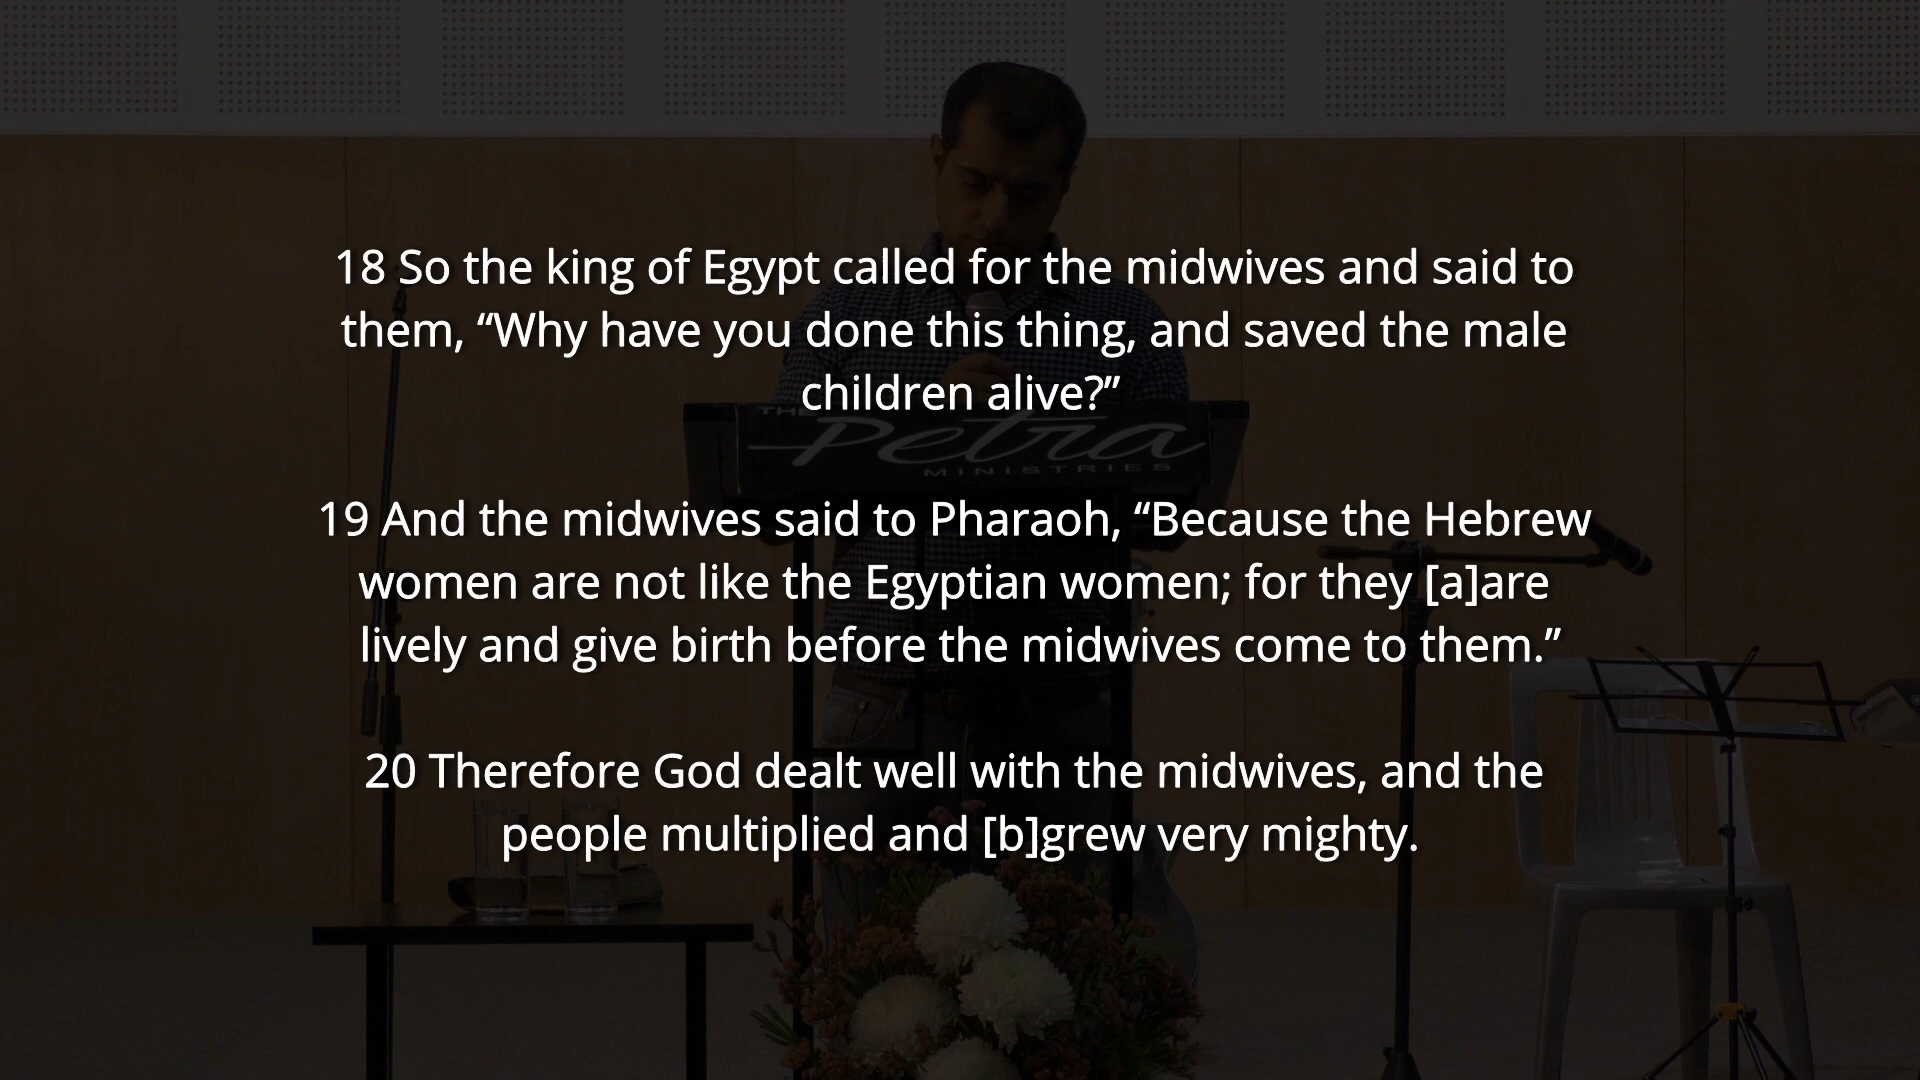 18 So the king of Egypt called for the midwives and said to
them, “Why have you done this thing, and saved the male
children alive?”
THE
Petra
MINISTRIES
19 And the midwives said to Pharaoh, “Because the Hebrew
women are not like the Egyptian women; for they [a]are
lively and give birth before the midwives come to them.”
20 Therefore God dealt well with the midwives, and the
people multiplied and [b]grew very mighty.